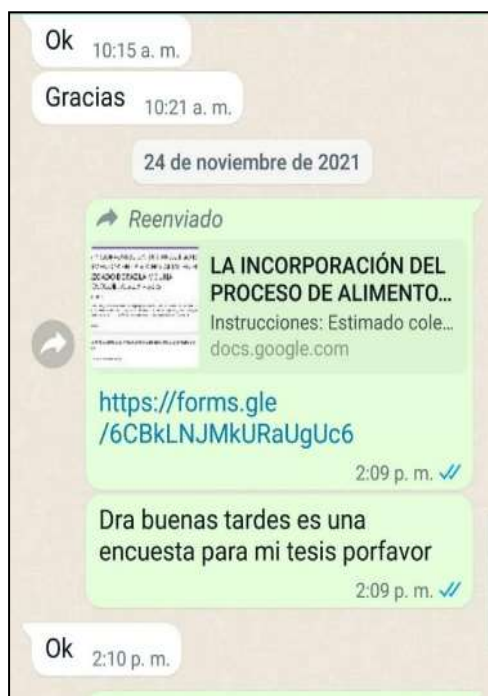 Ok 10:15 a. m.
Gracias 10:21 a. m.
24 de noviembre de 2021
Reenviado
LA INCORPORACIÓN DEL
PROCESO DE ALIMENTO...
Instrucciones: Estimado cole...
docs.google.com
https://forms.gle
/6CBkLNJMkURaUgUc6
2:09 p. m.
Dra buenas tardes es una
encuesta para mi tesis porfavor
2:09 p. m.
Ok 2:10 p. m.